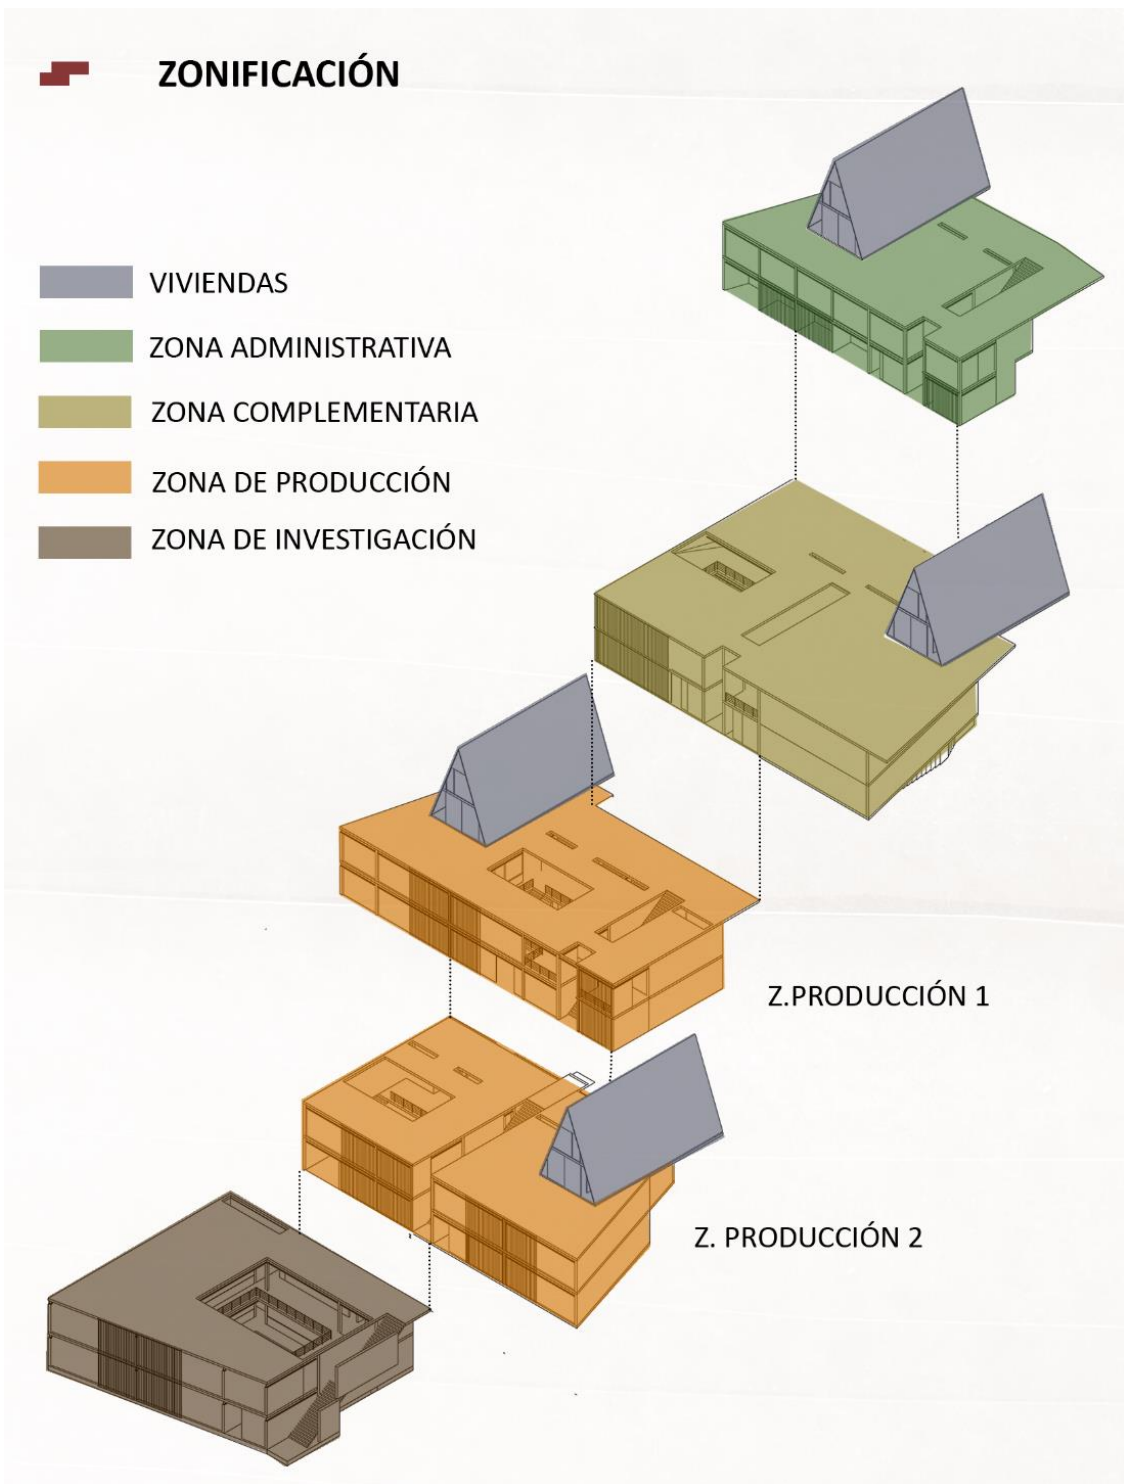 ZONIFICACIÓN
VIVIENDAS
ZONA ADMINISTRATIVA
ZONA COMPLEMENTARIA
ZONA DE PRODUCCIÓN
ZONA DE INVESTIGACIÓN
Z.PRODUCCIÓN 1
Z. PRODUCCIÓN 2